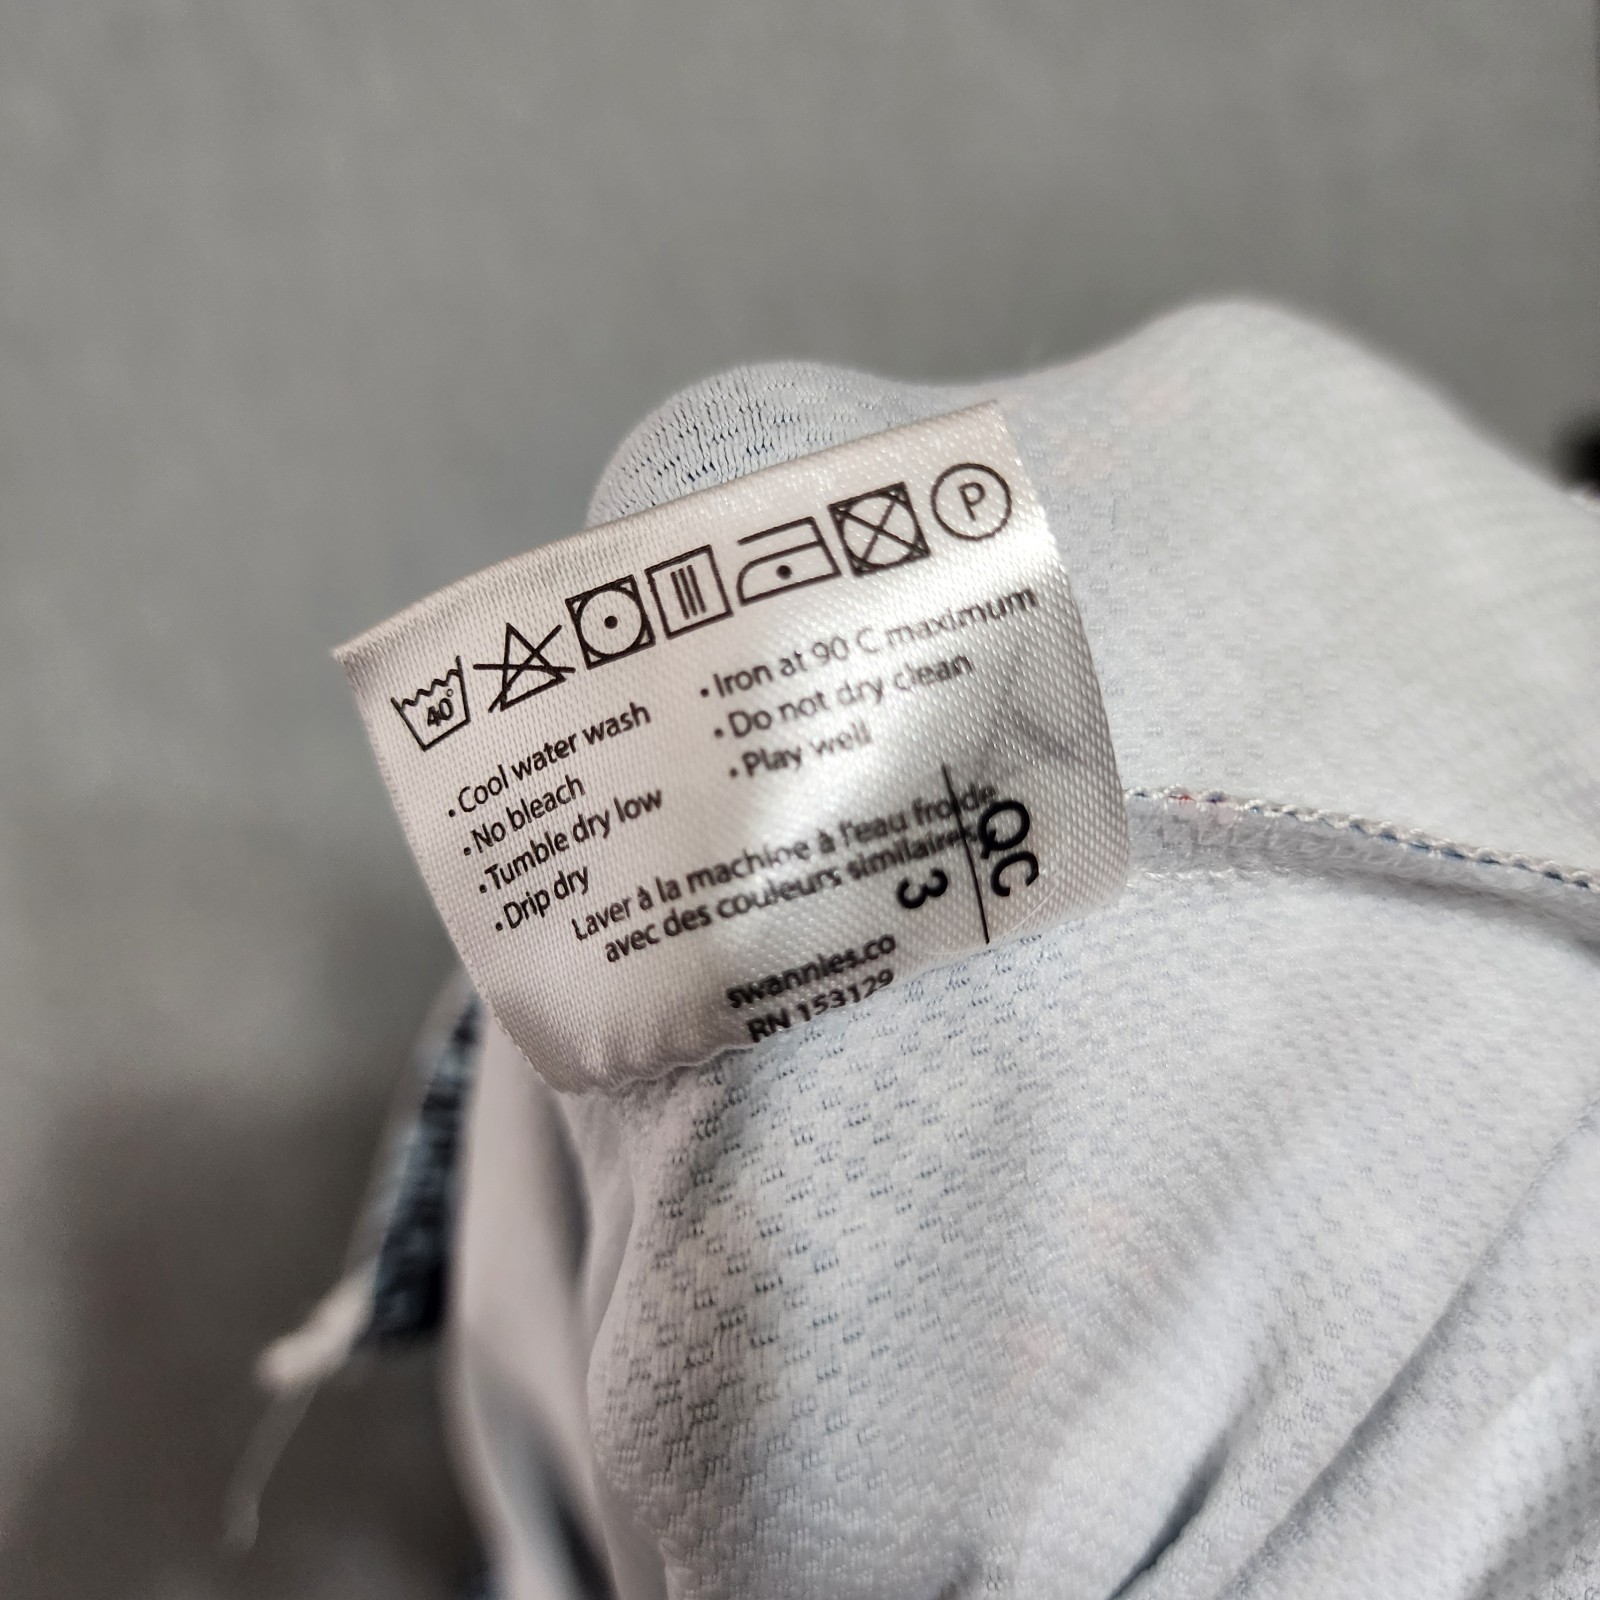 40°
P
• Cool water wash
• No bleach
• Tumble dry low
• Drip dry
• Iron at 90 C maximum
• Do not dry clean
• Play well
Laver à la machine à l'eau froide
avec des couleurs similaires
swannies.co
RN 153129
QC
3